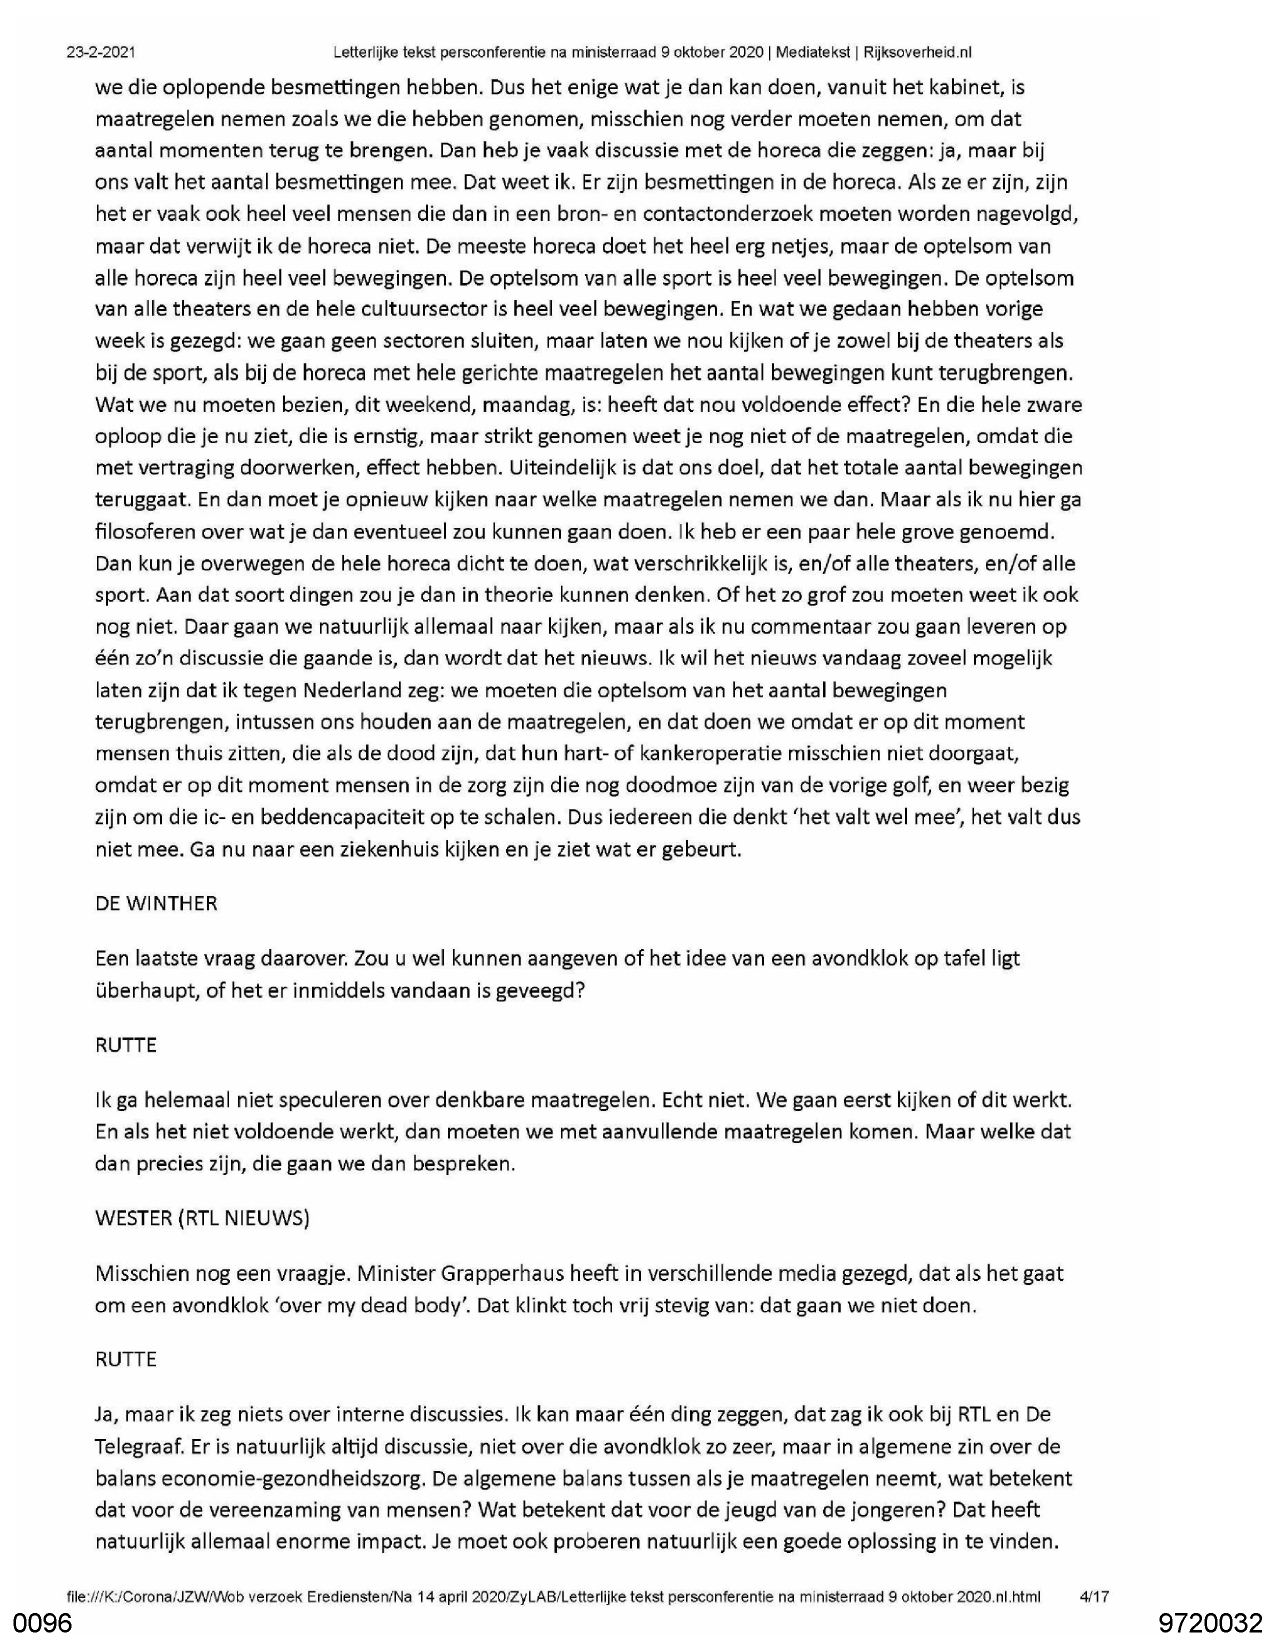 23-2-2021 Letterlijke tekst persconferentie na ministerraad 9 oktober 2020 | Mediatekst | Rijksoverheid.nl
we die oplopende besmettingen hebben. Dus het enige wat je dan kan doen, vanuit het kabinet, is
maatregelen nemen zoals we die hebben genomen, misschien nog verder moeten nemen, om dat
aantal momenten terug te brengen. Dan heb je vaak discussie met de horeca die zeggen: ja, maar bij
ons valt het aantal besmettingen mee. Dat weet ik. Er zijn besmettingen in de horeca. Als ze er zijn, zijn
het er vaak ook heel veel mensen die dan in een bron- en contactonderzoek moeten worden nagevolgd,
maar dat verwijt ik de horeca niet. De meeste horeca doet het heel erg netjes, maar de optelsom van
alle horeca zijn heel veel bewegingen. De optelsom van alle sport is heel veel bewegingen. De optelsom
van alle theaters en de hele cultuursector is heel veel bewegingen. En wat we gedaan hebben vorige
week is gezegd: we gaan geen sectoren sluiten, maar laten we nou kijken of je zowel bij de theaters als
bij de sport, als bij de horeca met hele gerichte maatregelen het aantal bewegingen kunt terugbrengen.
Wat we nu moeten bezien, dit weekend, maandag, is: heeft dat nou voldoende effect? En die hele zware
oploop die je nu ziet, die is ernstig, maar strikt genomen weet je nog niet of de maatregelen, omdat die
met vertraging doorwerken, effect hebben. Uiteindelijk is dat ons doel, dat het totale aantal bewegingen
teruggaat. En dan moet je opnieuw kijken naar welke maatregelen nemen we dan. Maar als ik nu hier ga
filosoferen over wat je dan eventueel zou kunnen gaan doen. Ik heb er een paar hele grove genoemd.
Dan kun je overwegen de hele horeca dicht te doen, wat verschrikkelijk is, en/of alle theaters, en/of alle
sport. Aan dat soort dingen zou je dan in theorie kunnen denken. Of het zo grof zou moeten weet ik ook
nog niet. Daar gaan we natuurlijk allemaal naar kijken, maar als ik nu commentaar zou gaan leveren op
één zo’n discussie die gaande is, dan wordt dat het nieuws. Ik wil het nieuws vandaag zoveel mogelijk
laten zijn dat ik tegen Nederland zeg: we moeten die optelsom van het aantal bewegingen
terugbrengen, intussen ons houden aan de maatregelen, en dat doen we omdat er op dit moment
mensen thuis zitten, die als de dood zijn, dat hun hart- of kankeroperatie misschien niet doorgaat,
omdat er op dit moment mensen in de zorg zijn die nog doodmoe zijn van de vorige golf, en weer bezig
zijn om die ic- en beddencapaciteit op te schalen. Dus iedereen die denkt ‘het valt wel mee’, het valt dus
niet mee. Ga nu naar een ziekenhuis kijken en je ziet wat er gebeurt.
DE WINTHER
Een laatste vraag daarover. Zou u wel kunnen aangeven of het idee van een avondklok op tafel ligt
überhaupt, of het er inmiddels vandaan is geveegd?
RUTTE
Ik ga helemaal niet speculeren over denkbare maatregelen. Echt niet. We gaan eerst kijken of dit werkt.
En als het niet voldoende werkt, dan moeten we met aanvullende maatregelen komen. Maar welke dat
dan precies zijn, die gaan we dan bespreken.
WESTER (RTL NIEUWS)
Misschien nog een vraagje. Minister Grapperhaus heeft in verschillende media gezegd, dat als het gaat
om een avondklok ‘over my dead body’. Dat klinkt toch vrij stevig van: dat gaan we niet doen.
RUTTE
Ja, maar ik zeg niets over interne discussies. Ik kan maar één ding zeggen, dat zag ik ook bij RTL en De
Telegraaf. Er is natuurlijk altijd discussie, niet over die avondklok zo zeer, maar in algemene zin over de
balans economie-gezondheidszorg. De algemene balans tussen als je maatregelen neemt, wat betekent
dat voor de vereenzaming van mensen? Wat betekent dat voor de jeugd van de jongeren? Dat heeft
natuurlijk allemaal enorme impact. Je moet ook proberen natuurlijk een goede oplossing in te vinden.
file:///K:/Corona/JZW/Wob verzoek Erediensten/Na 14 april 2020/ZyLAB/Letterlijke tekst persconferentie na ministerraad 9 oktober 2020.nl.html 4/17
0096 9720032